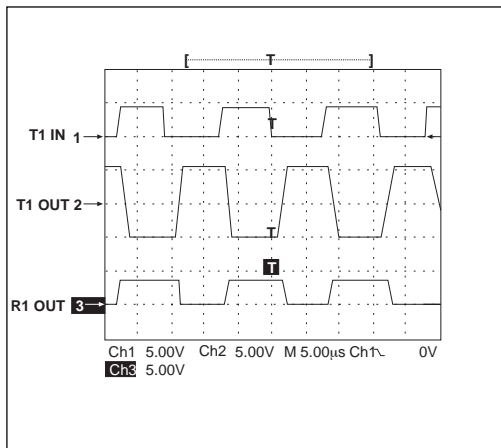 [ T ]
T1 IN 1
T
T1 OUT 2
T
T
R1 OUT 3
Ch1 5.00V Ch2 5.00V M 5.00µs Ch1 0V
Ch3 5.00V